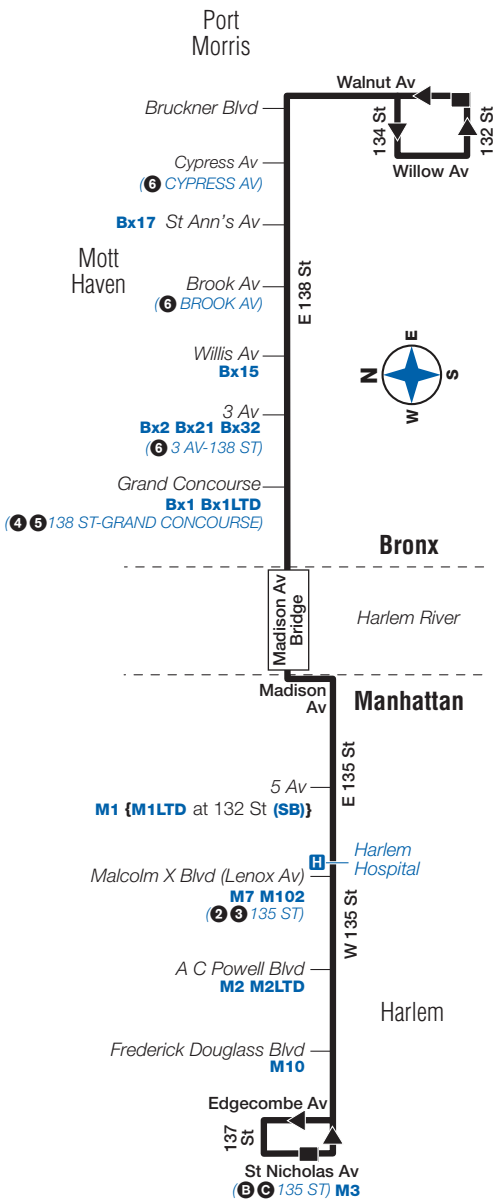 Port
Morris
Walnut Av
Bruckner Blvd
134 St
132 St
Willow Av
Cypress Av
(6 CYPRESS AV)
Bx17 St Ann's Av
Mott
Haven
E 138 St
Brook Av
(6 BROOK AV)
N E S W
Willis Av
Bx15
3 Av
Bx2 Bx21 Bx32
(6 3 AV-138 ST)
Grand Concourse
Bx1 Bx1LTD
(4 5 138 ST-GRAND CONCOURSE)
Bronx
Madison Av
Bridge
Harlem River
Madison
Av
Manhattan
E 135 St
5 Av
M1 {M1LTD at 132 St (SB)}
H
Harlem
Hospital
Malcolm X Blvd (Lenox Av)
M7 M102
(2 3 135 ST)
W 135 St
A C Powell Blvd
M2 M2LTD
Harlem
Frederick Douglass Blvd
M10
Edgecombe Av
137
St
St Nicholas Av
(B C 135 ST) M3